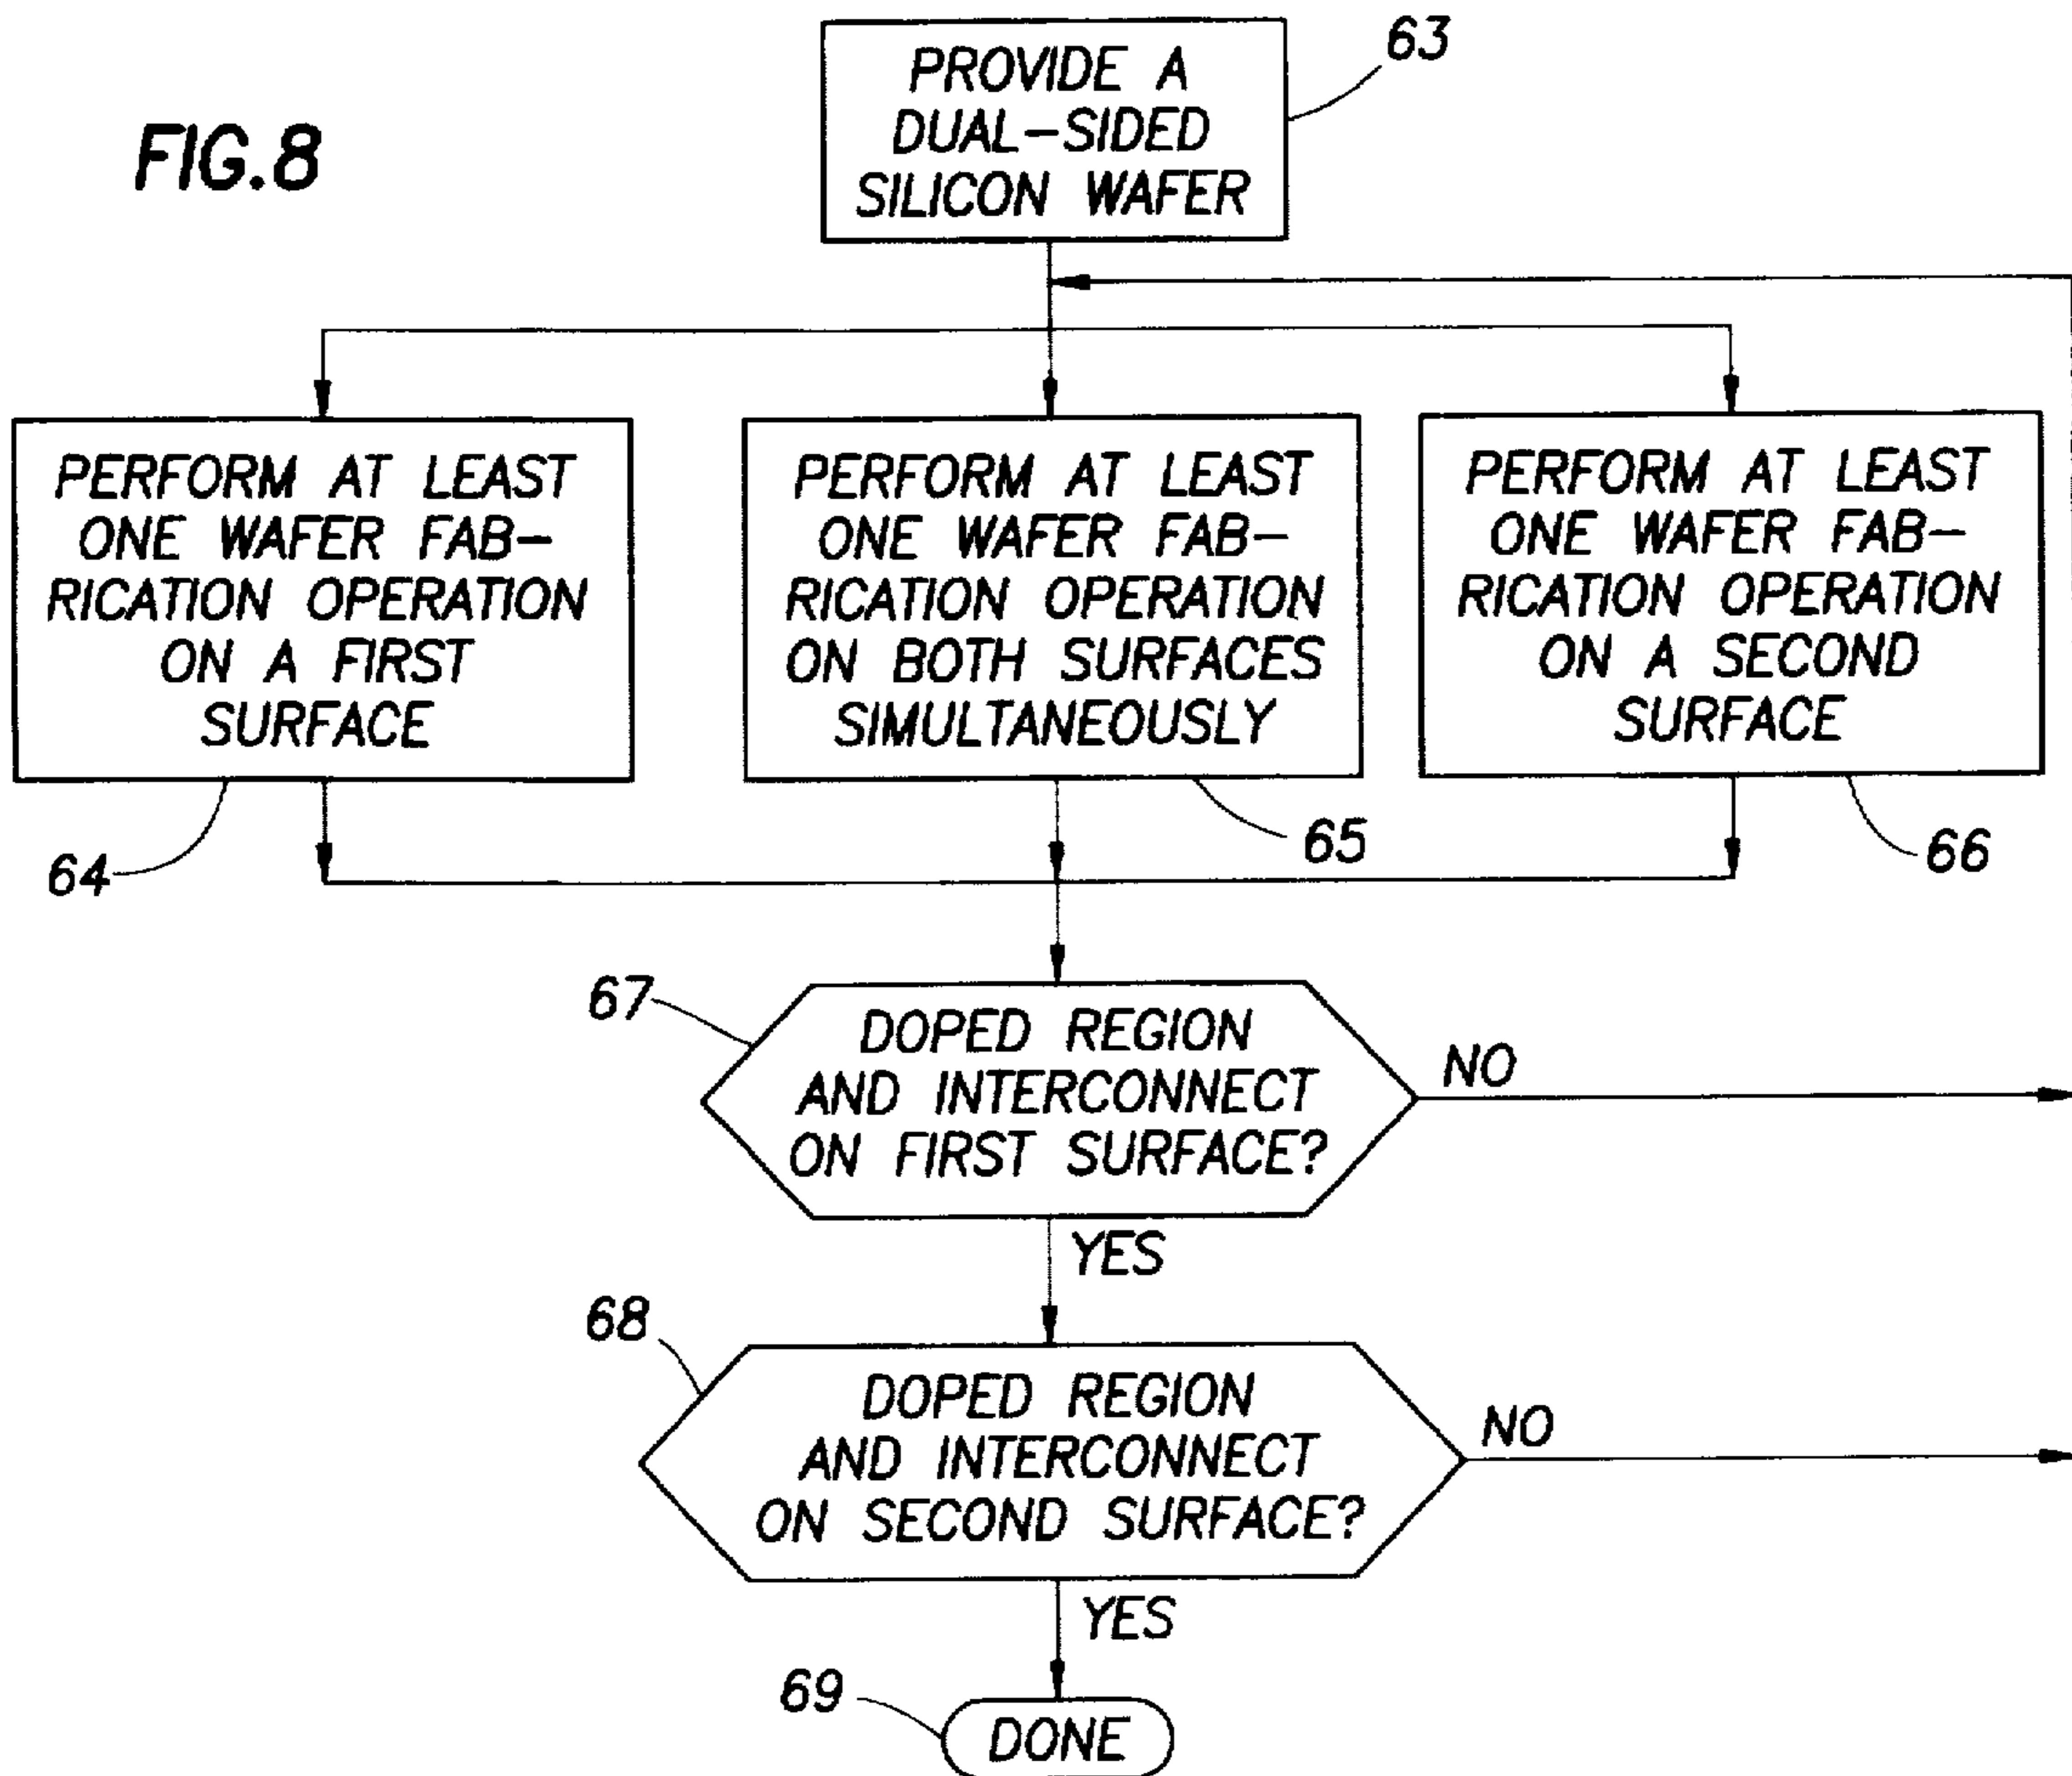 FIG.8
PROVIDE A
DUAL-SIDED
SILICON WAFER
63
PERFORM AT LEAST
ONE WAFER FAB-
RICATION OPERATION
ON A FIRST
SURFACE
64
PERFORM AT LEAST
ONE WAFER FAB-
RICATION OPERATION
ON BOTH SURFACES
SIMULTANEOUSLY
65
PERFORM AT LEAST
ONE WAFER FAB-
RICATION OPERATION
ON A SECOND
SURFACE
66
67
DOPED REGION
AND INTERCONNECT
ON FIRST SURFACE?
NO
YES
68
DOPED REGION
AND INTERCONNECT
ON SECOND SURFACE?
NO
YES
69
DONE